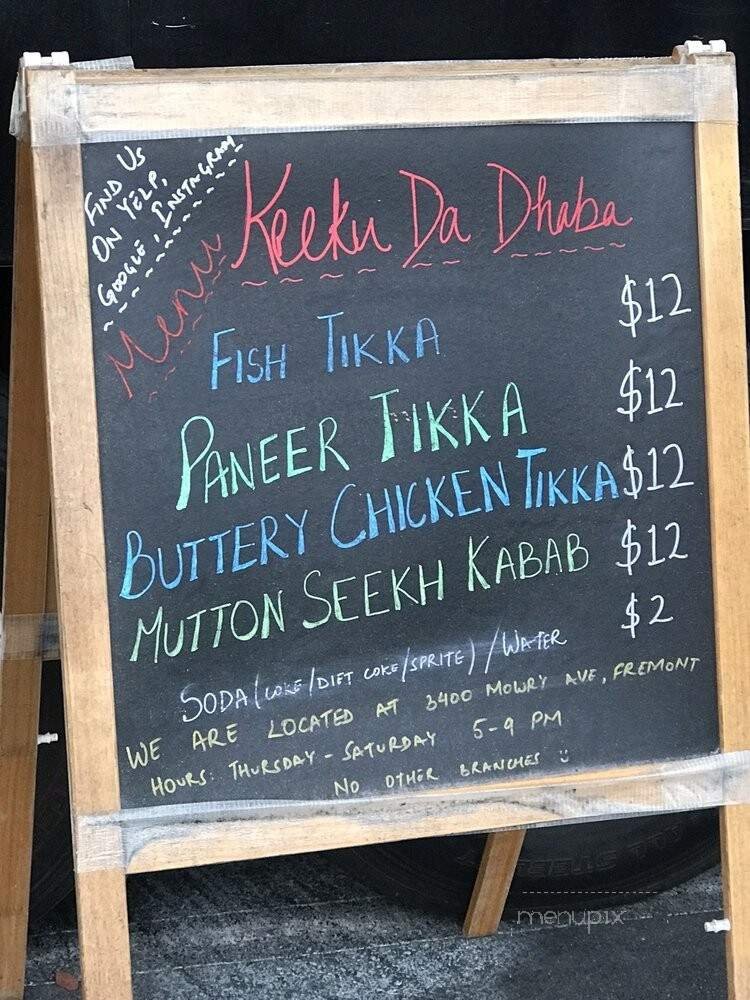 FIND US
ON YELP,
GOOGLE, INSTAGRAM
Menu
Keeku Da Dhaba
FISH TIKKA $12
PANEER TIKKA $12
BUTTERY CHICKEN TIKKA $12
MUTTON SEEKH KABAB $12
SODA (COKE/DIET COKE/SPRITE)/WATER $2
WE ARE LOCATED AT 3400 MOWRY AVE, FREMONT
HOURS: THURSDAY - SATURDAY 5-9 PM
NO OTHER BRANCHES
menupix